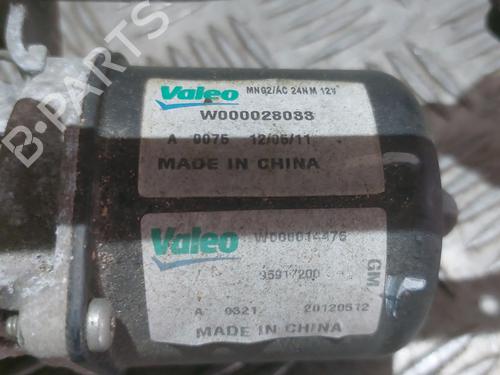 Valeo MNG2/AC 24NM 12V
W000028033
A 0075 12/05/11
MADE IN CHINA
Valeo W000014476
95917200
A 0321 20120512
GM
MADE IN CHINA
B-PARTS